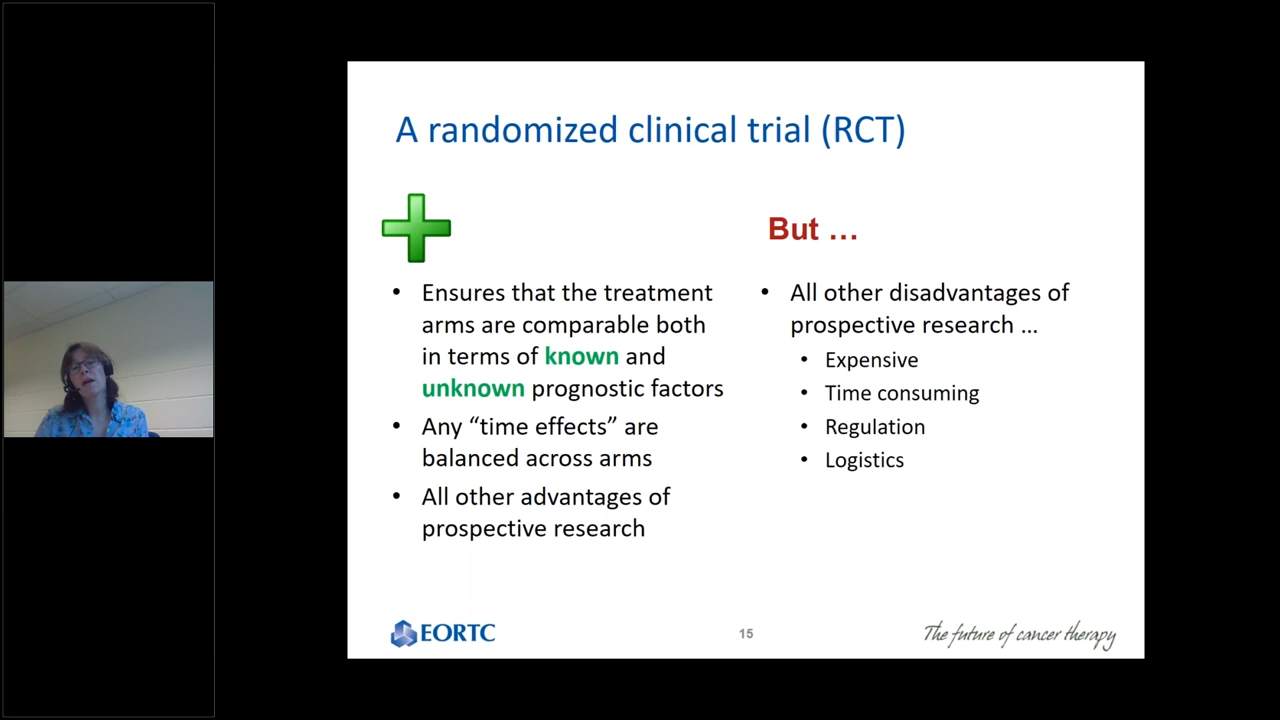 A randomized clinical trial (RCT)
But …
• Ensures that the treatment
arms are comparable both
in terms of known and
unknown prognostic factors
• Any “time effects” are
balanced across arms
• All other advantages of
prospective research
• All other disadvantages of
prospective research …
• Expensive
• Time consuming
• Regulation
• Logistics
EORTC
15
The future of cancer therapy